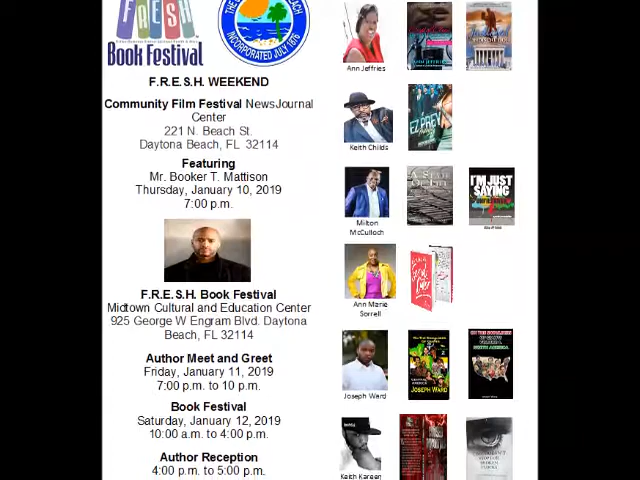 FRESH
Book Festival
INCORPORATED JULY 1876
F.R.E.S.H. WEEKEND
Community Film Festival NewsJournal
Center
221 N. Beach St.
Daytona Beach, FL 32114
Featuring
Mr. Booker T. Mattison
Thursday, January 10, 2019
7:00 p.m.
F.R.E.S.H. Book Festival
Midtown Cultural and Education Center
925 George W Engram Blvd. Daytona
Beach, FL 32114
Author Meet and Greet
Friday, January 11, 2019
7:00 p.m. to 10 p.m.
Book Festival
Saturday, January 12, 2019
10:00 a.m. to 4:00 p.m.
Author Reception
4:00 p.m. to 5:00 p.m.
Ann Jeffries
Keith Childs
EZ PREY
Milton
McCulloch
A STATE
OF LIFE
I'M JUST
SAYING
Ann Marie
Sorrell
Joseph Ward
JOSEPH WARD
Keith Kareem